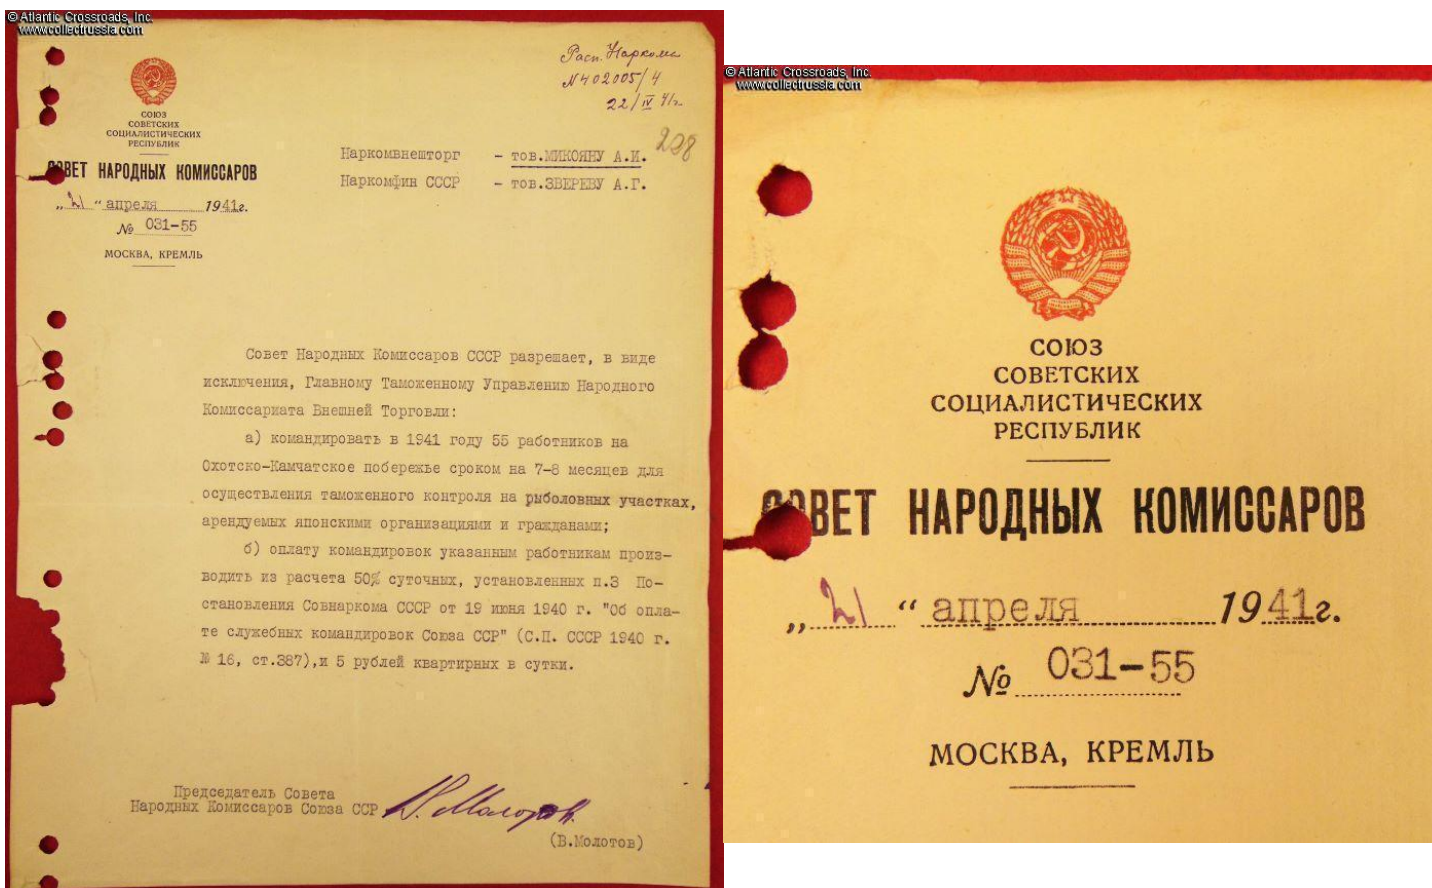 © Atlantic Crossroads, Inc.
www.collectrussia.com
Расп. Наркома
N402005/4
22/IV 41г.
228
СОЮЗ
СОВЕТСКИХ
СОЦИАЛИСТИЧЕСКИХ
РЕСПУБЛИК
СОВЕТ НАРОДНЫХ КОМИССАРОВ
„21“ апреля 1941г.
№ 031-55
МОСКВА, КРЕМЛЬ
Наркомвнешторг - тов.МИКОЯНУ А.И.
Наркомфин СССР - тов.ЗВЕРЕВУ А.Г.
Совет Народных Комиссаров СССР разрешает, в виде
исключения, Главному Таможенному Управлению Народного
Комиссариата Внешней Торговли:
а) командировать в 1941 году 55 работников на
Охотско-Камчатское побережье сроком на 7-8 месяцев для
осуществления таможенного контроля на рыболовных участках,
арендуемых японскими организациями и гражданами;
б) оплату командировок указанным работникам произ-
водить из расчета 50% суточных, установленных п.3 По-
становления Совнаркома СССР от 19 июня 1940 г. "Об опла-
те служебных командировок Союза ССР" (С.П. СССР 1940 г.
№ 16, ст.387),и 5 рублей квартирных в сутки.
Председатель Совета
Народных Комиссаров Союза ССР В. Молотов.
(В.Молотов)
© Atlantic Crossroads, Inc.
www.collectrussia.com
СОЮЗ
СОВЕТСКИХ
СОЦИАЛИСТИЧЕСКИХ
РЕСПУБЛИК
СОВЕТ НАРОДНЫХ КОМИССАРОВ
„21“ апреля 1941г.
№ 031-55
МОСКВА, КРЕМЛЬ